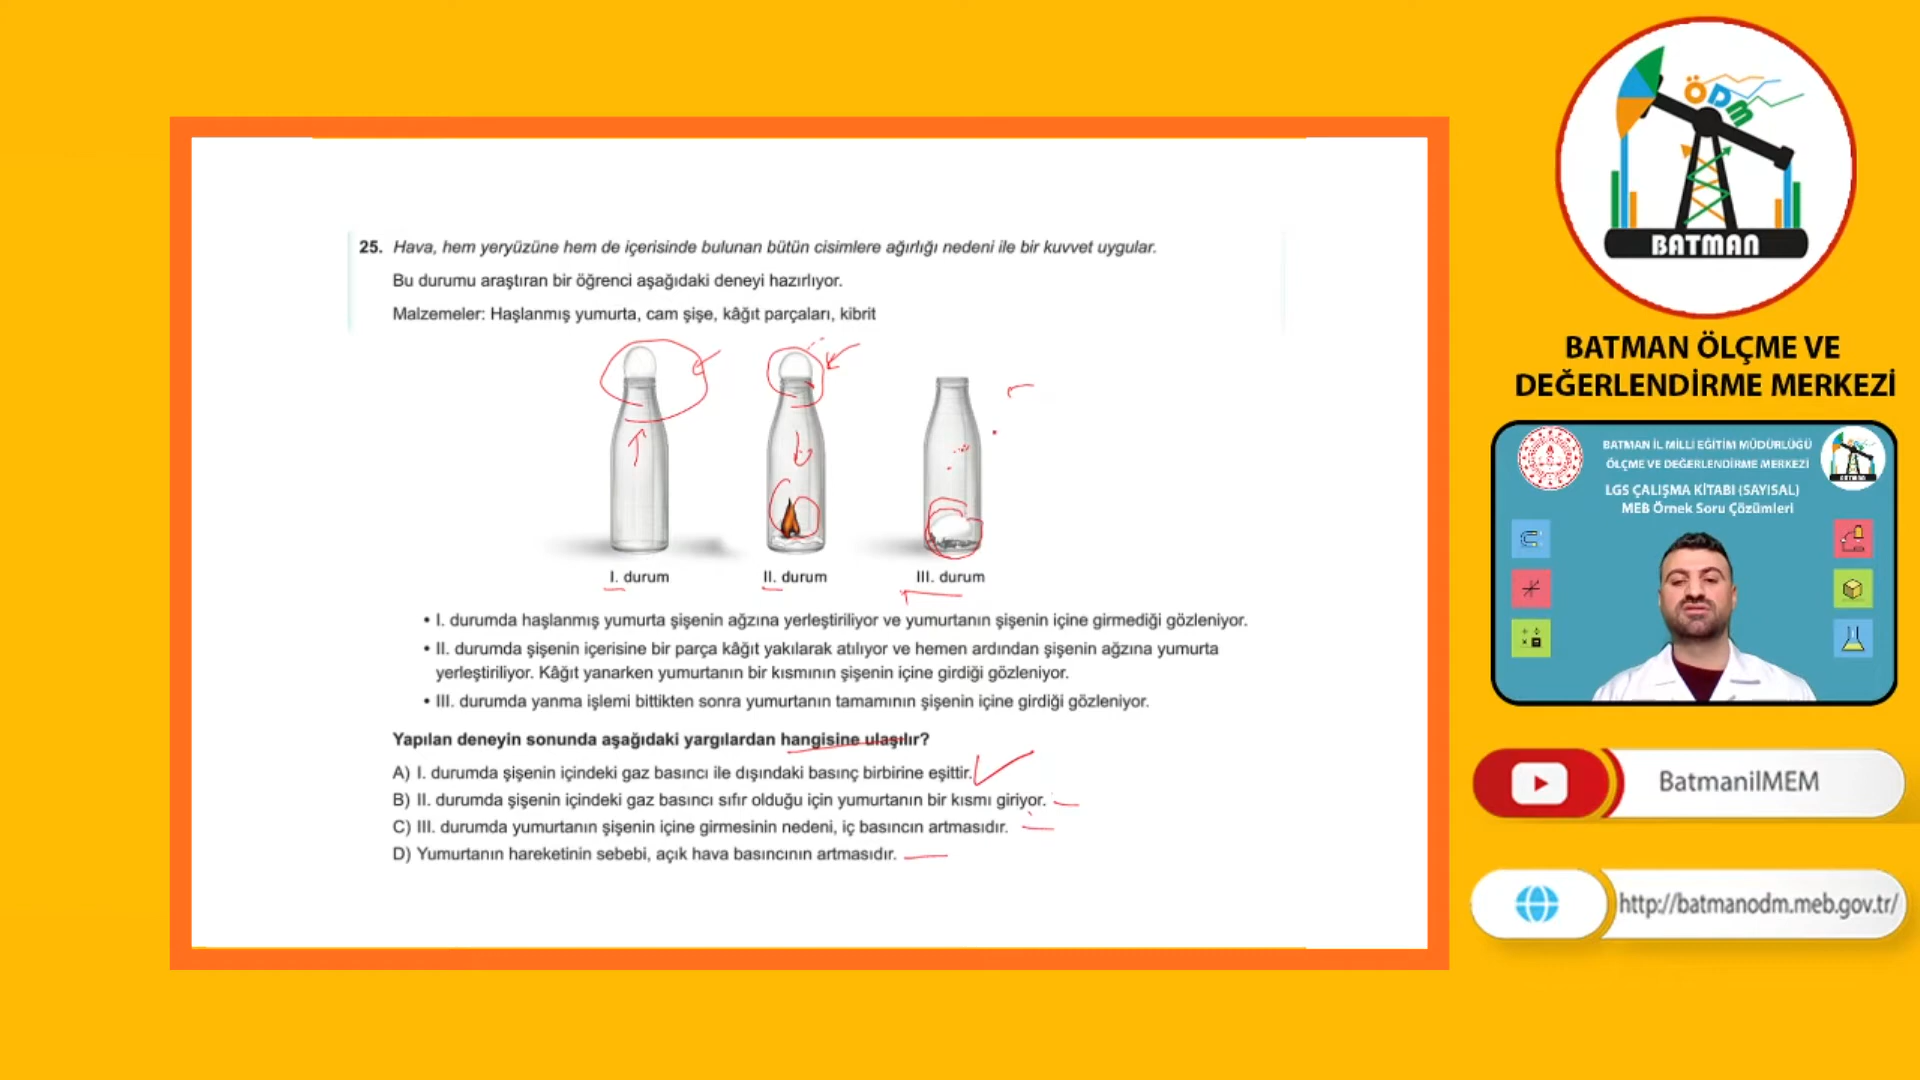 25. Hava, hem yeryüzüne hem de içerisinde bulunan bütün cisimlere ağırlığı nedeni ile bir kuvvet uygular.
Bu durumu araştıran bir öğrenci aşağıdaki deneyi hazırlıyor.
Malzemeler: Haşlanmış yumurta, cam şişe, kâğıt parçaları, kibrit
I. durum
II. durum
III. durum
• I. durumda haşlanmış yumurta şişenin ağzına yerleştiriliyor ve yumurtanın şişenin içine girmediği gözleniyor.
• II. durumda şişenin içerisine bir parça kâğıt yakılarak atılıyor ve hemen ardından şişenin ağzına yumurta
yerleştiriliyor. Kâğıt yanarken yumurtanın bir kısmının şişenin içine girdiği gözleniyor.
• III. durumda yanma işlemi bittikten sonra yumurtanın tamamının şişenin içine girdiği gözleniyor.
Yapılan deneyin sonunda aşağıdaki yargılardan hangisine ulaşılır?
A) I. durumda şişenin içindeki gaz basıncı ile dışındaki basınç birbirine eşittir.
B) II. durumda şişenin içindeki gaz basıncı sıfır olduğu için yumurtanın bir kısmı giriyor.
C) III. durumda yumurtanın şişenin içine girmesinin nedeni, iç basıncın artmasıdır.
D) Yumurtanın hareketinin sebebi, açık hava basıncının artmasıdır.
ÖDM
BATMAN
BATMAN ÖLÇME VE
DEĞERLENDİRME MERKEZİ
BATMAN İL MİLLİ EĞİTİM MÜDÜRLÜĞÜ
ÖLÇME VE DEĞERLENDİRME MERKEZİ
LGS ÇALIŞMA KİTABI (SAYISAL)
MEB Örnek Soru Çözümleri
BatmanilMEM
http://batmanodm.meb.gov.tr/